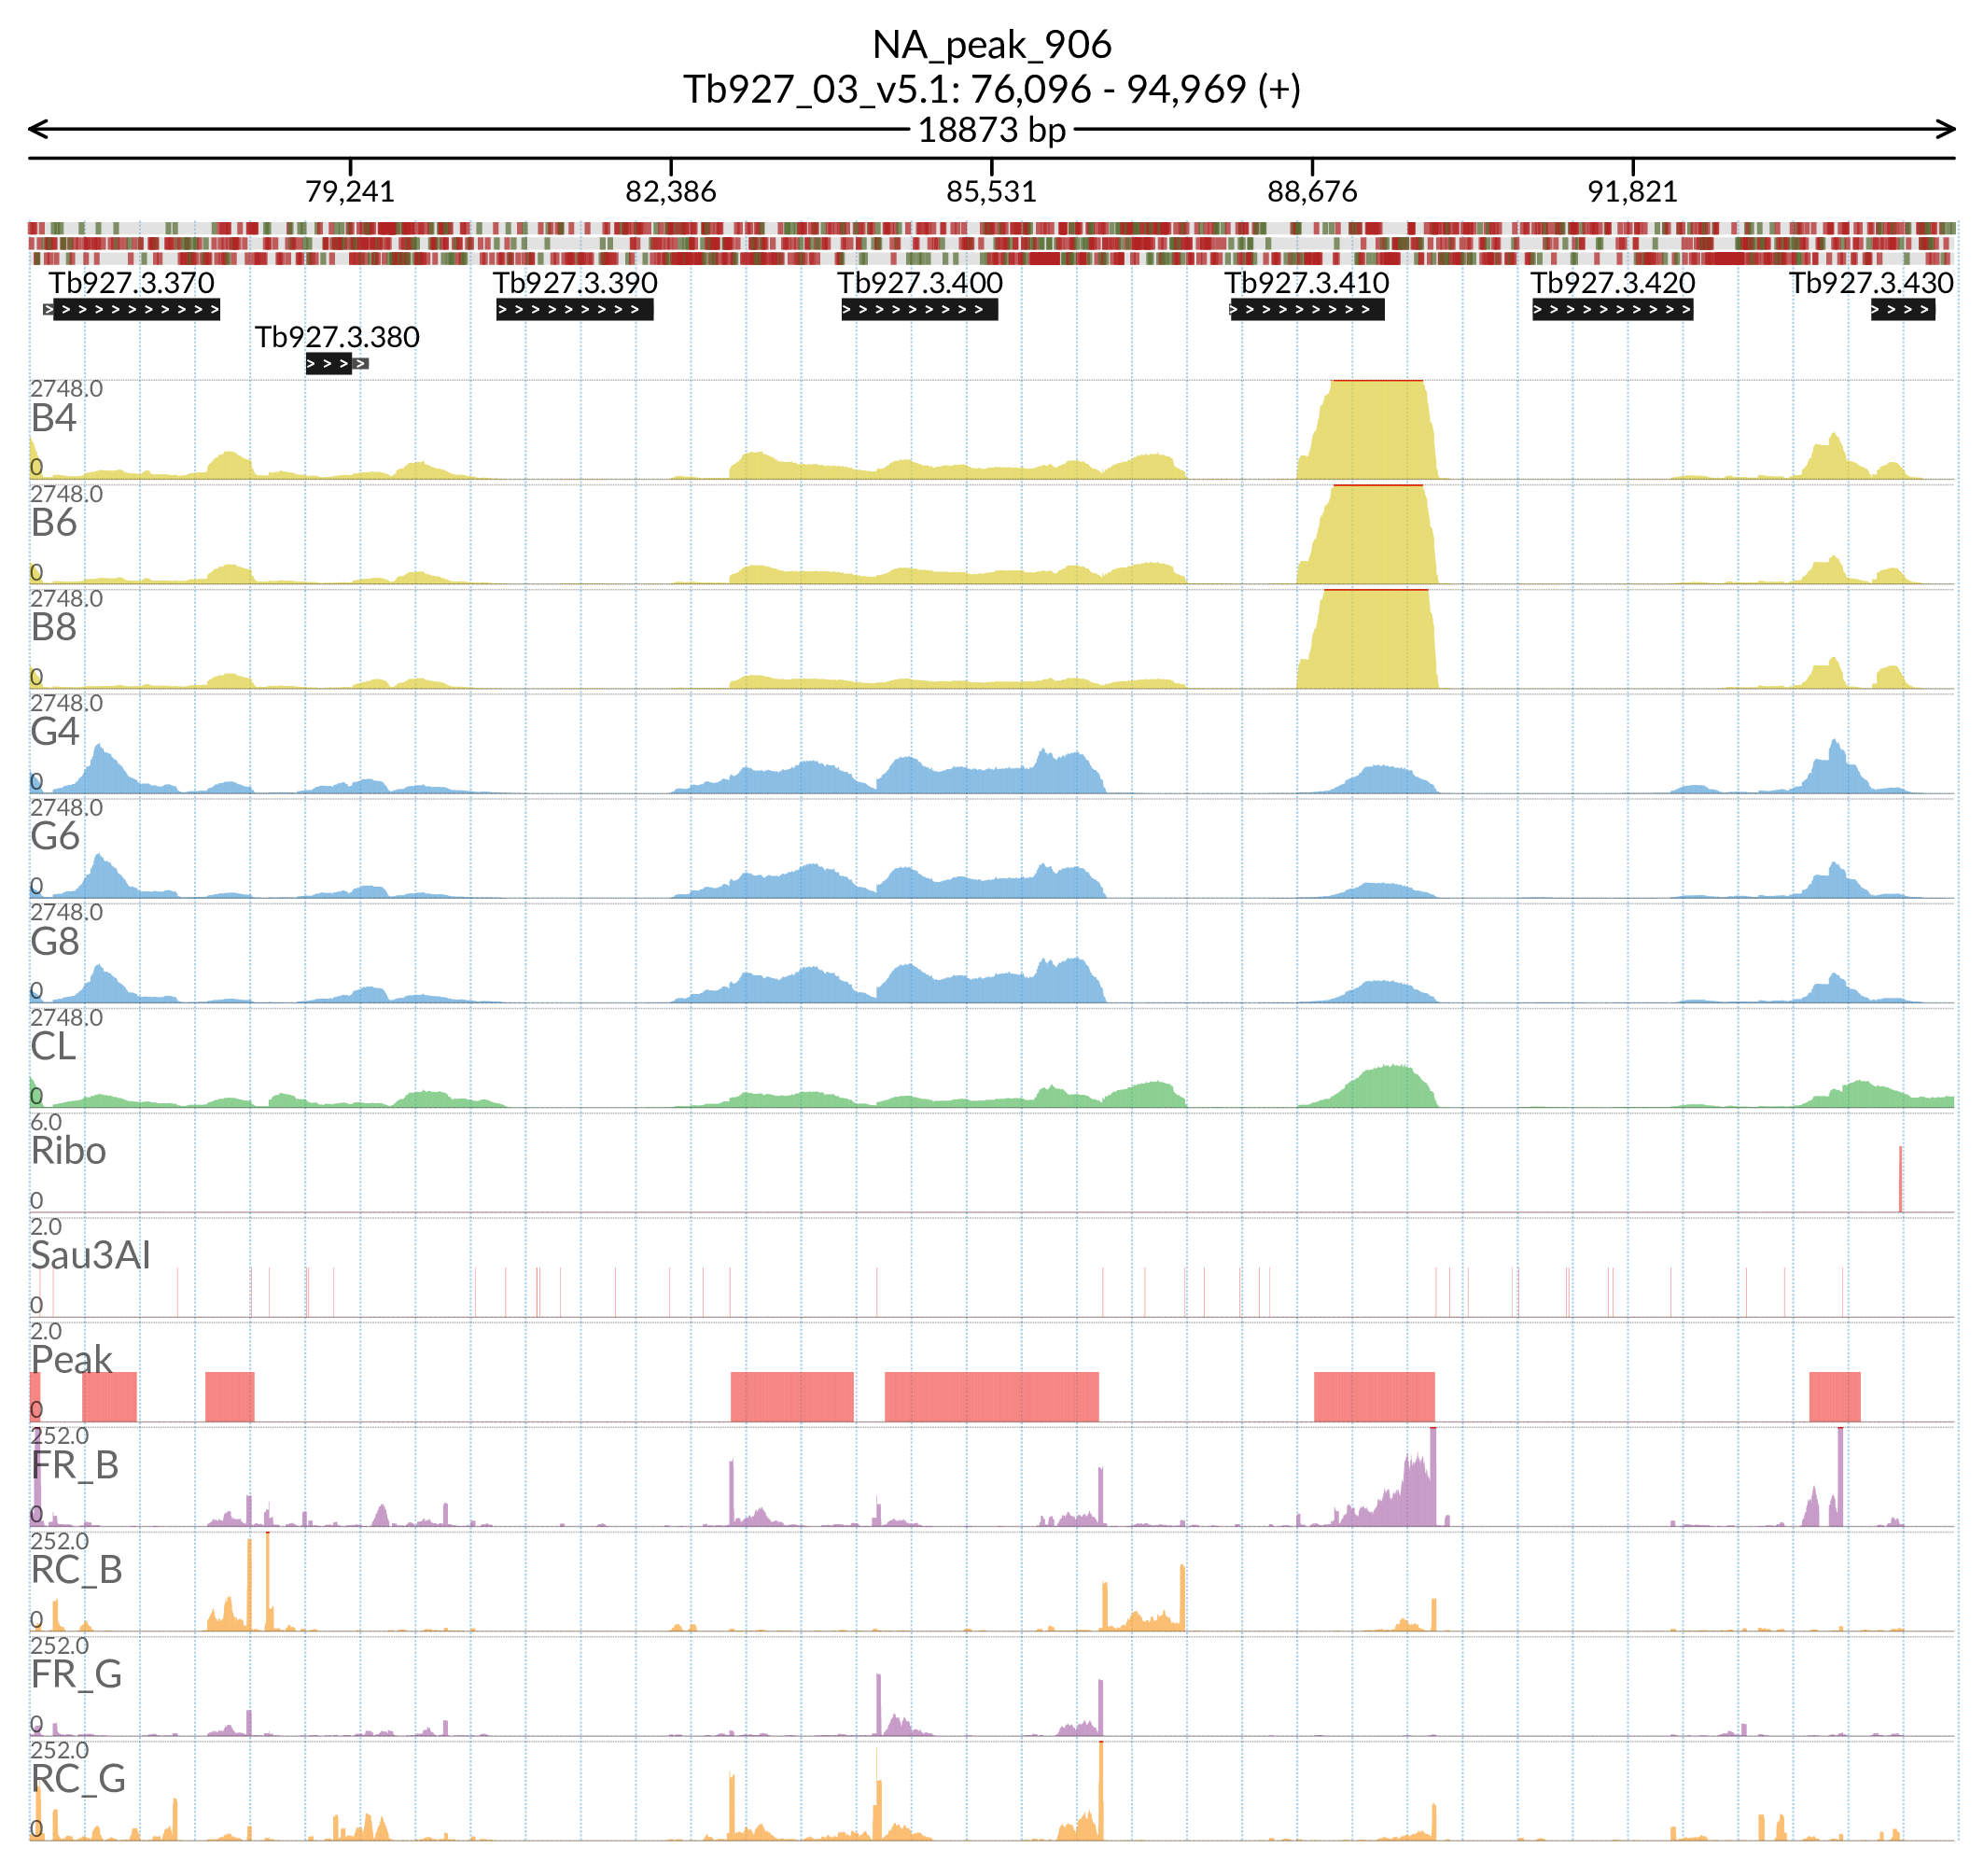 NA_peak_906
Tb927_03_v5.1: 76,096 - 94,969 (+)
18873 bp
79,241 82,386 85,531 88,676 91,821
Tb927.3.370 Tb927.3.390 Tb927.3.400 Tb927.3.410 Tb927.3.420 Tb927.3.430
Tb927.3.380
2748.0
B4
0
2748.0
B6
0
2748.0
B8
0
2748.0
G4
0
2748.0
G6
0
2748.0
G8
0
2748.0
CL
0
6.0
Ribo
0
2.0
Sau3AI
0
2.0
Peak
0
252.0
FR_B
0
252.0
RC_B
0
252.0
FR_G
0
252.0
RC_G
0